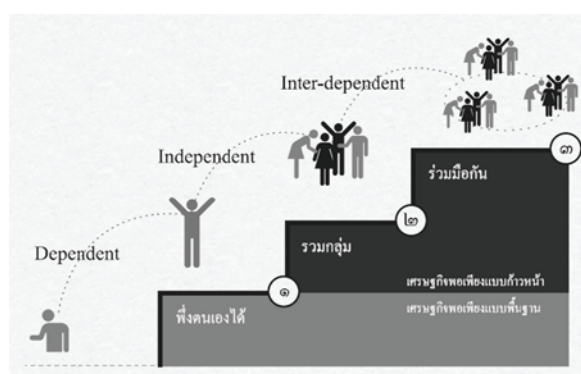 Inter-dependent
Independent
Dependent
ร่วมมือกัน
๓
รวมกลุ่ม
๒
เศรษฐกิจพอเพียงแบบก้าวหน้า
เศรษฐกิจพอเพียงแบบพื้นฐาน
พึ่งตนเองได้
๑